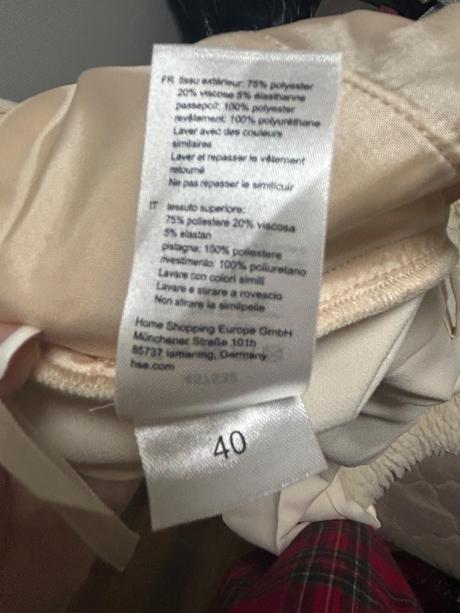 FR tissu extérieur: 75% polyester
20% viscose 5% élasthanne
passepoil: 100% polyester
revêlement: 100% polyuréthane
Laver avec des couleurs
similaires
Laver et repasser le vêtement
retourné
Ne pas repasser le similicuir
IT tessuto superiore:
75% poliestere 20% viscosa
5% elastan
pistagna: 100% poliestere
rivestimento: 100% poliuretano
Lavare con colori simili
Lavare e stirare a rovescio
Non stirare la similpelle
Home Shopping Europe GmbH
Münchener Straße 101h
85737 Ismaning, Germany
hse.com
40